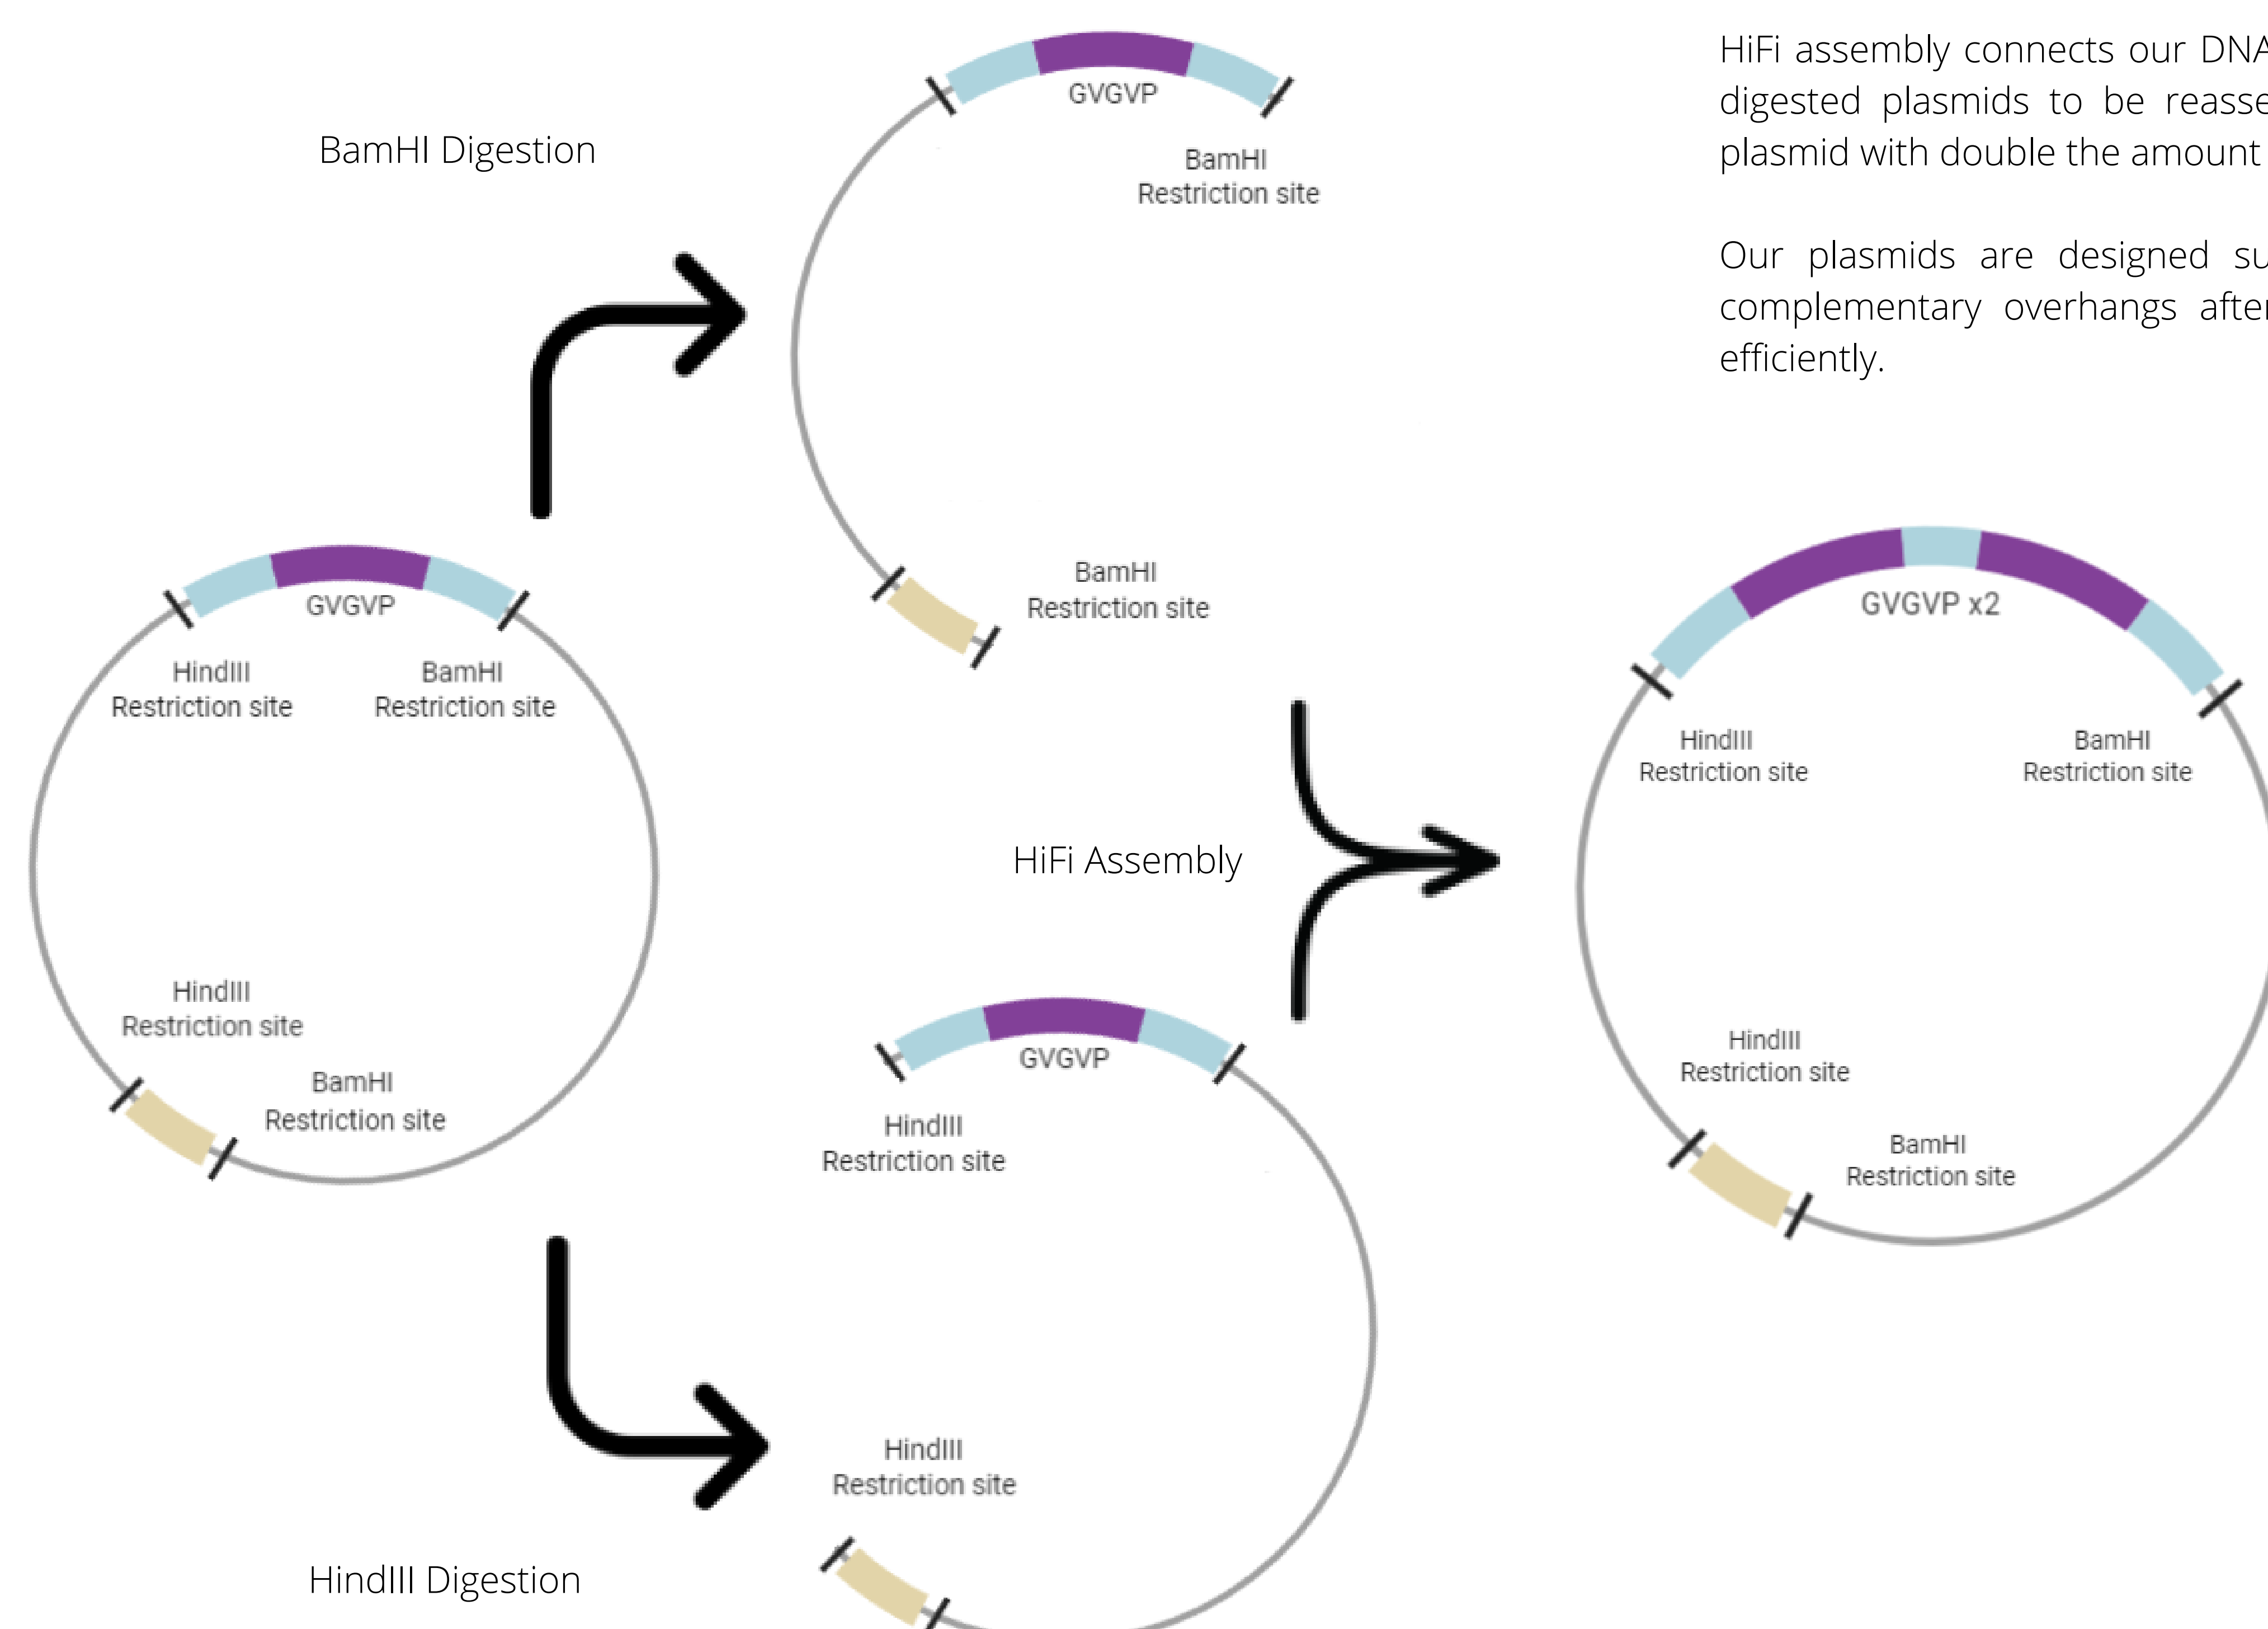 HiFi assembly connects our DNA
digested plasmids to be reasse
plasmid with double the amount
Our plasmids are designed su
complementary overhangs after
efficiently.
BamHI Digestion
GVGVP
BamHI
Restriction site
BamHI
Restriction site
GVGVP
HindIII
Restriction site
BamHI
Restriction site
HindIII
Restriction site
BamHI
Restriction site
HiFi Assembly
GVGVP
HindIII
Restriction site
HindIII
Restriction site
HindIII Digestion
GVGVP x2
HindIII
Restriction site
BamHI
Restriction site
HindIII
Restriction site
BamHI
Restriction site